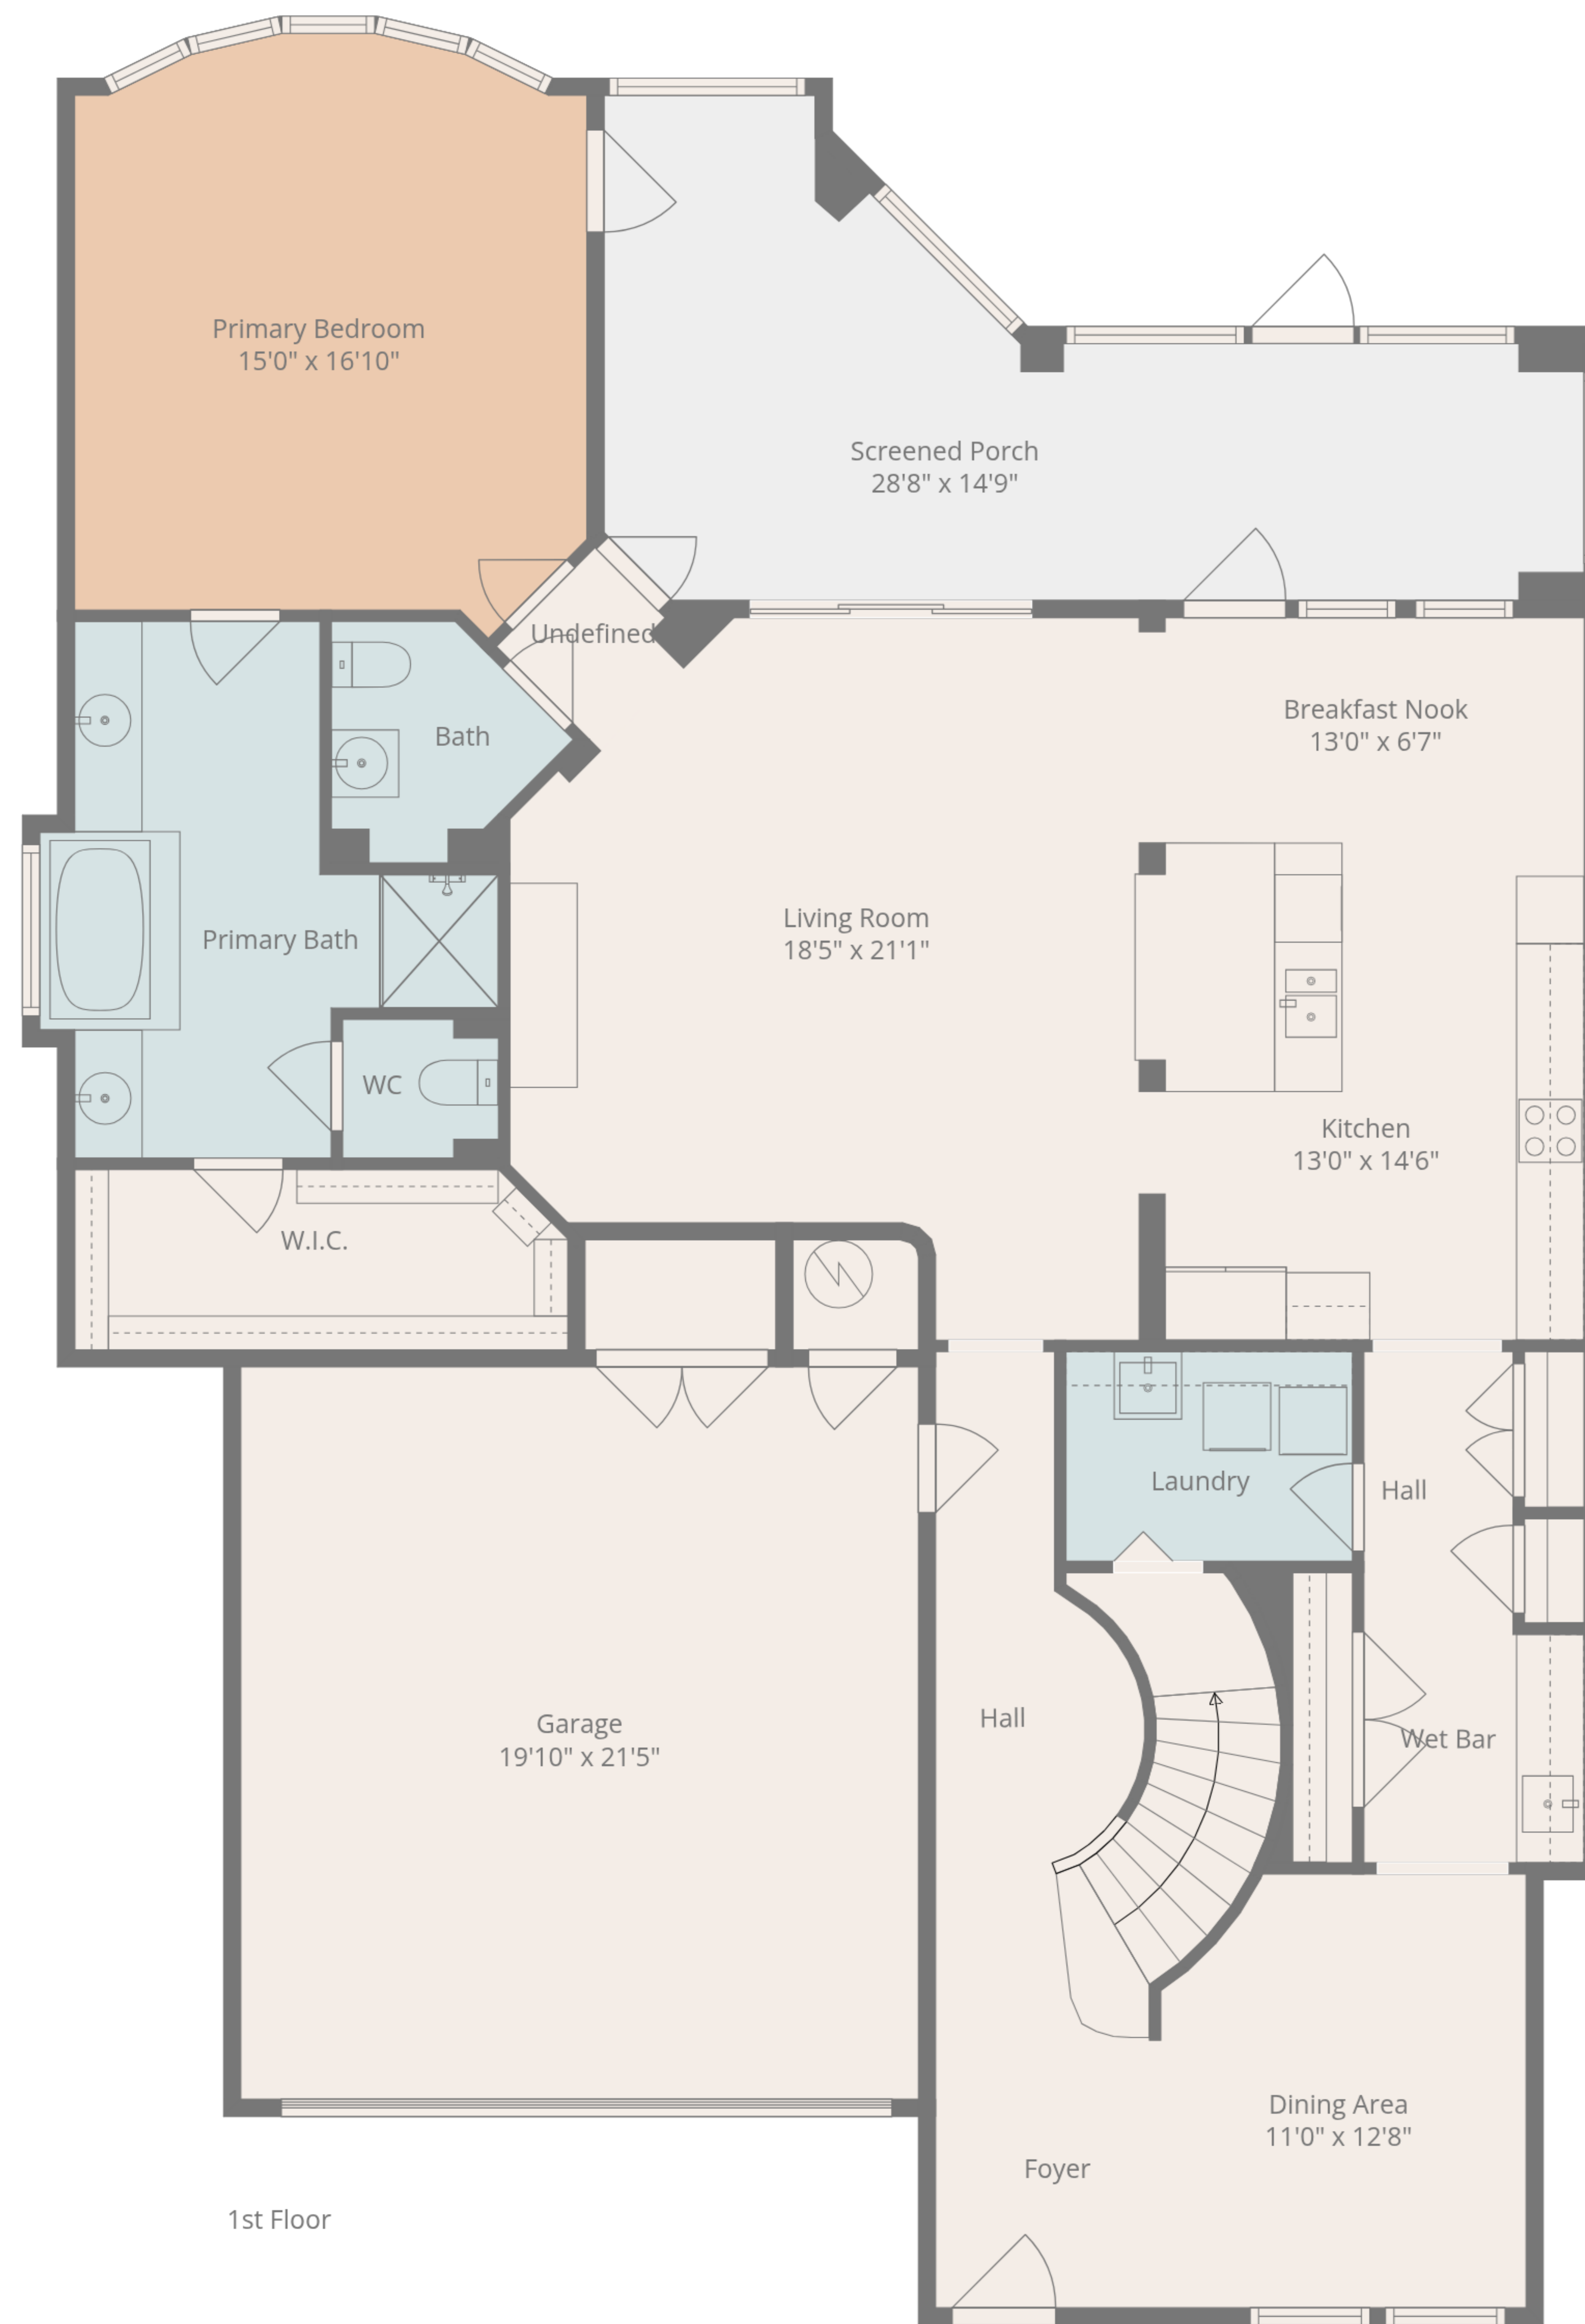 Primary Bedroom
15'0" x 16'10"
Screened Porch
28'8" x 14'9"
Undefined
Bath
Breakfast Nook
13'0" x 6'7"
Living Room
18'5" x 21'1"
Primary Bath
WC
Kitchen
13'0" x 14'6"
W.I.C.
Laundry
Hall
Hall
Wet Bar
Garage
19'10" x 21'5"
Dining Area
11'0" x 12'8"
Foyer
1st Floor